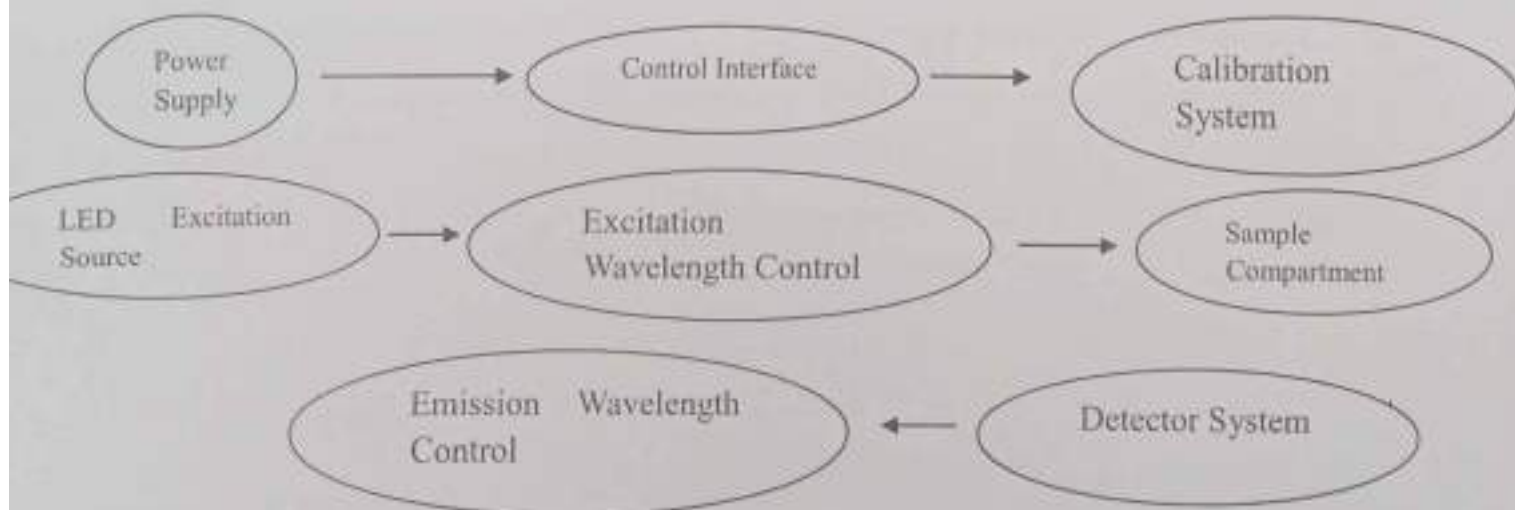 Power
Supply
Control Interface
Calibration
System
LED Excitation
Source
Excitation
Wavelength Control
Sample
Compartment
Emission Wavelength
Control
Detector System